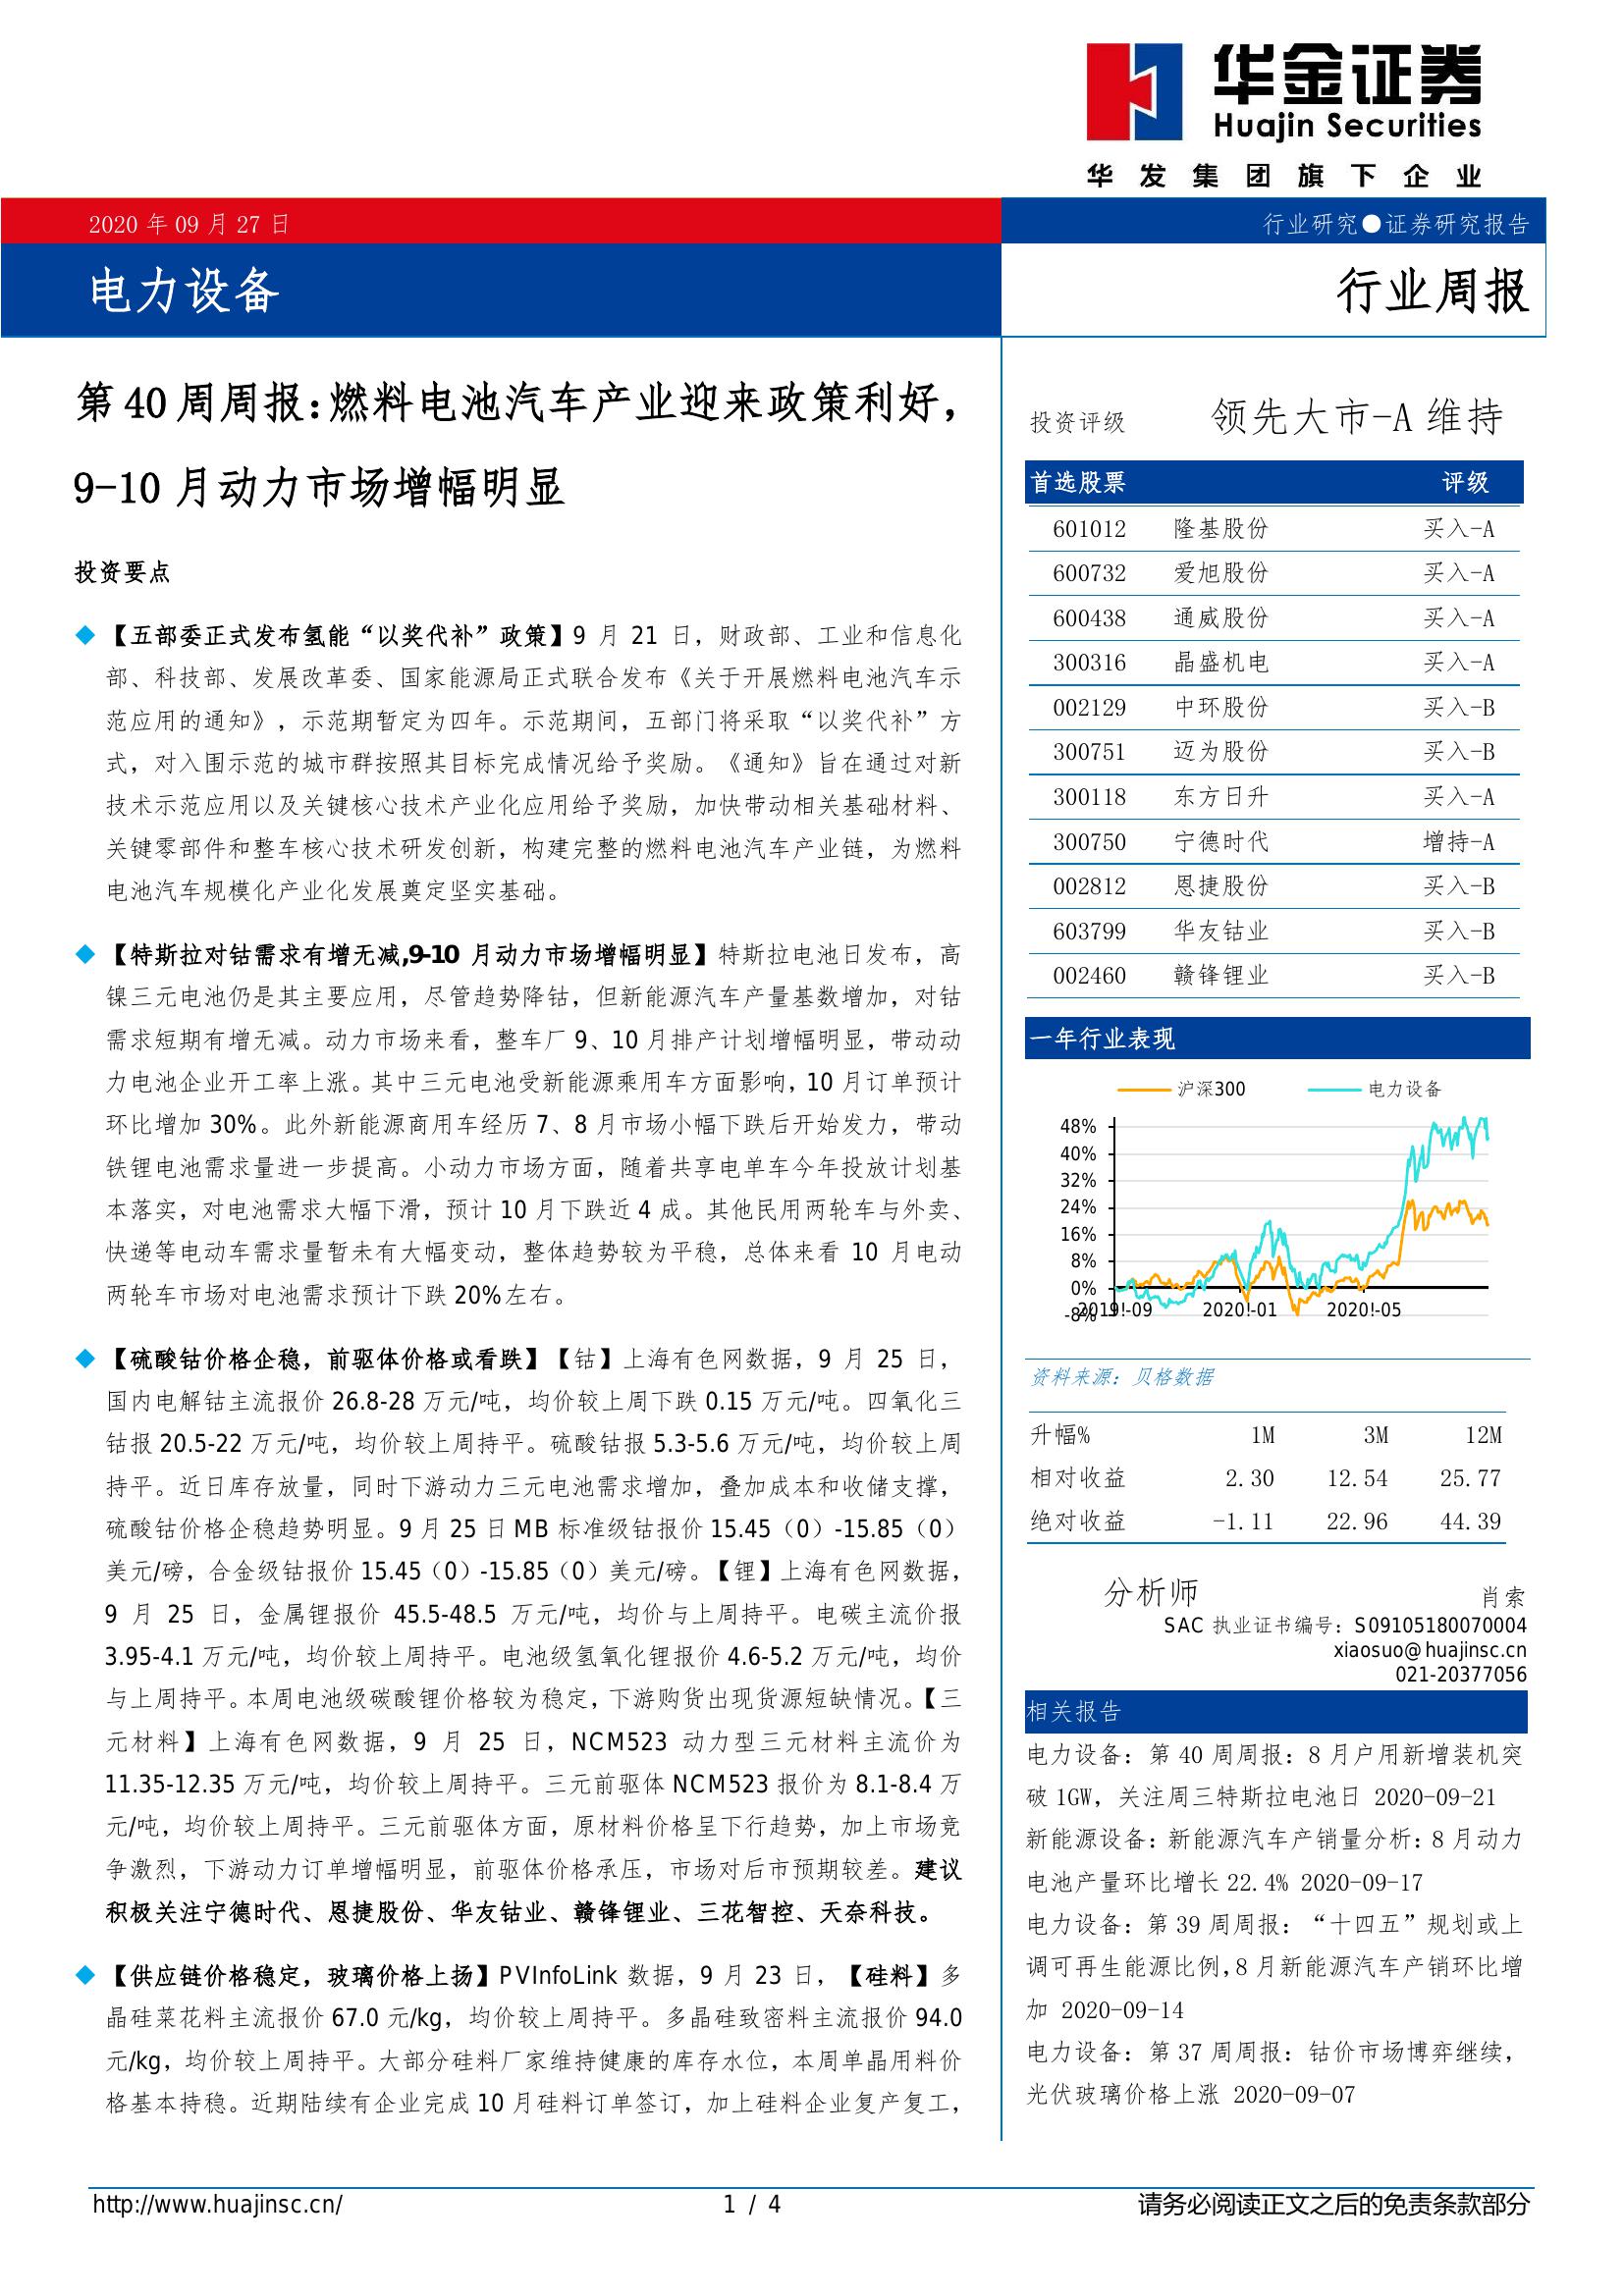 华金证券
Huajin Securities
华发集团旗下企业
2020 年 09 月 27 日
行业研究●证券研究报告
电力设备
行业周报
第 40 周周报：燃料电池汽车产业迎来政策利好，
9-10 月动力市场增幅明显
投资要点
◆ 【五部委正式发布氢能“以奖代补”政策】9 月 21 日，财政部、工业和信息化
部、科技部、发展改革委、国家能源局正式联合发布《关于开展燃料电池汽车示
范应用的通知》，示范期暂定为四年。示范期间，五部门将采取“以奖代补”方
式，对入围示范的城市群按照其目标完成情况给予奖励。《通知》旨在通过对新
技术示范应用以及关键核心技术产业化应用给予奖励，加快带动相关基础材料、
关键零部件和整车核心技术研发创新，构建完整的燃料电池汽车产业链，为燃料
电池汽车规模化产业化发展奠定坚实基础。
◆ 【特斯拉对钴需求有增无减,9-10 月动力市场增幅明显】特斯拉电池日发布，高
镍三元电池仍是其主要应用，尽管趋势降钴，但新能源汽车产量基数增加，对钴
需求短期有增无减。动力市场来看，整车厂 9、10 月排产计划增幅明显，带动动
力电池企业开工率上涨。其中三元电池受新能源乘用车方面影响，10 月订单预计
环比增加 30%。此外新能源商用车经历 7、8 月市场小幅下跌后开始发力，带动
铁锂电池需求量进一步提高。小动力市场方面，随着共享电单车今年投放计划基
本落实，对电池需求大幅下滑，预计 10 月下跌近 4 成。其他民用两轮车与外卖、
快递等电动车需求量暂未有大幅变动，整体趋势较为平稳，总体来看 10 月电动
两轮车市场对电池需求预计下跌 20%左右。
◆ 【硫酸钴价格企稳，前驱体价格或看跌】【钴】上海有色网数据，9 月 25 日，
国内电解钴主流报价 26.8-28 万元/吨，均价较上周下跌 0.15 万元/吨。四氧化三
钴报 20.5-22 万元/吨，均价较上周持平。硫酸钴报 5.3-5.6 万元/吨，均价较上周
持平。近日库存放量，同时下游动力三元电池需求增加，叠加成本和收储支撑，
硫酸钴价格企稳趋势明显。9 月 25 日 MB 标准级钴报价 15.45（0）-15.85（0）
美元/磅，合金级钴报价 15.45（0）-15.85（0）美元/磅。【锂】上海有色网数据，
9 月 25 日，金属锂报价 45.5-48.5 万元/吨，均价与上周持平。电碳主流价报
3.95-4.1 万元/吨，均价较上周持平。电池级氢氧化锂报价 4.6-5.2 万元/吨，均价
与上周持平。本周电池级碳酸锂价格较为稳定，下游购货出现货源短缺情况。【三
元材料】上海有色网数据，9 月 25 日，NCM523 动力型三元材料主流价为
11.35-12.35 万元/吨，均价较上周持平。三元前驱体 NCM523 报价为 8.1-8.4 万
元/吨，均价较上周持平。三元前驱体方面，原材料价格呈下行趋势，加上市场竞
争激烈，下游动力订单增幅明显，前驱体价格承压，市场对后市预期较差。建议
积极关注宁德时代、恩捷股份、华友钴业、赣锋锂业、三花智控、天奈科技。
◆ 【供应链价格稳定，玻璃价格上扬】PVInfoLink 数据，9 月 23 日，【硅料】多
晶硅菜花料主流报价 67.0 元/kg，均价较上周持平。多晶硅致密料主流报价 94.0
元/kg，均价较上周持平。大部分硅料厂家维持健康的库存水位，本周单晶用料价
格基本持稳。近期陆续有企业完成 10 月硅料订单签订，加上硅料企业复产复工，
投资评级 领先大市-A 维持
首选股票 评级
601012 隆基股份 买入-A
600732 爱旭股份 买入-A
600438 通威股份 买入-A
300316 晶盛机电 买入-A
002129 中环股份 买入-B
300751 迈为股份 买入-B
300118 东方日升 买入-A
300750 宁德时代 增持-A
002812 恩捷股份 买入-B
603799 华友钴业 买入-B
002460 赣锋锂业 买入-B
一年行业表现
沪深300 电力设备
48%
40%
32%
24%
16%
8%
0%
-8%
2019!-09 2020!-01 2020!-05
资料来源：贝格数据
升幅% 1M 3M 12M
相对收益 2.30 12.54 25.77
绝对收益 -1.11 22.96 44.39
分析师 肖索
SAC 执业证书编号：S09105180070004
xiaosuo@huajinsc.cn
021-20377056
相关报告
电力设备：第 40 周周报：8 月户用新增装机突
破 1GW，关注周三特斯拉电池日 2020-09-21
新能源设备：新能源汽车产销量分析：8 月动力
电池产量环比增长 22.4% 2020-09-17
电力设备：第 39 周周报：“十四五”规划或上
调可再生能源比例，8 月新能源汽车产销环比增
加 2020-09-14
电力设备：第 37 周周报：钴价市场博弈继续，
光伏玻璃价格上涨 2020-09-07
http://www.huajinsc.cn/ 1 / 4 请务必阅读正文之后的免责条款部分